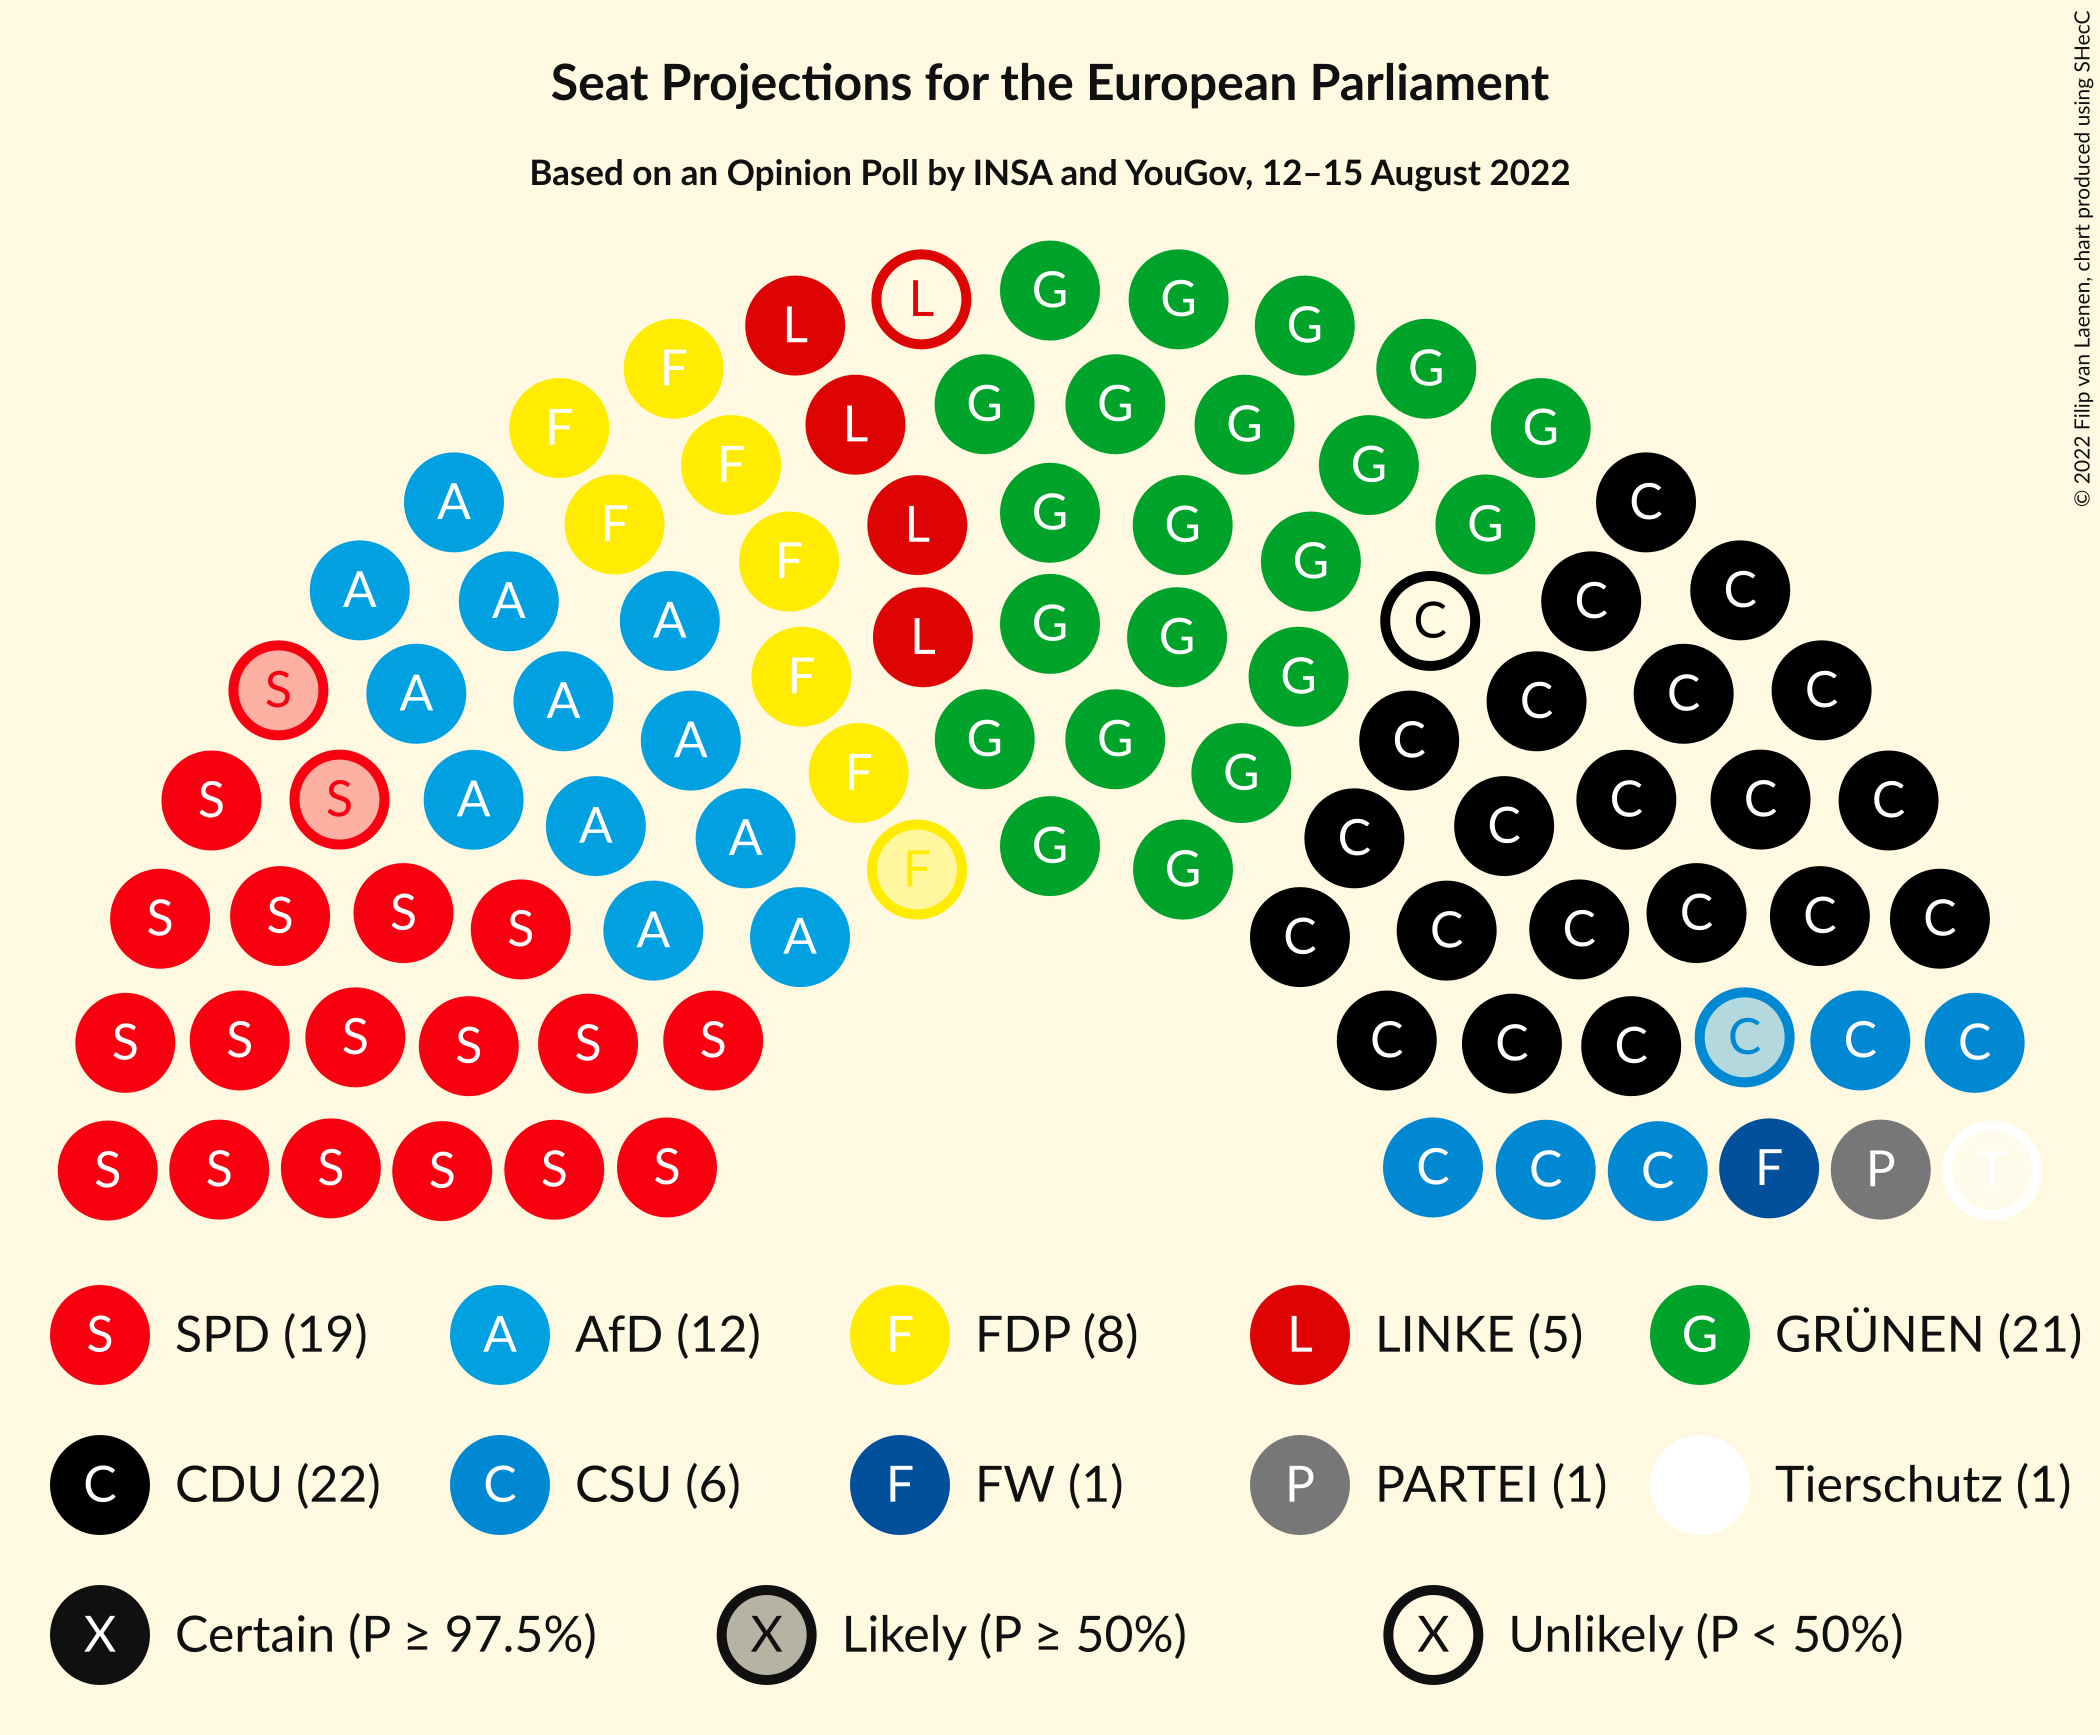 Seat Projections for the European Parliament
Based on an Opinion Poll by INSA and YouGov, 12–15 August 2022
© 2022 Filip van Laenen, chart produced using SHecC
L G G
L G
F G
G G
F L G G
F G
A C
F L G G G
F G
A C
A C
A G C
L G
F G
S A A C C C
A G G C
F G
S S A C C C
A A G C C
F G
S S S S A A C C C C C C
S S S S S S C C C C C C
S S S S S S C C C F P T
S SPD (19) A AfD (12) F FDP (8) L LINKE (5) G GRÜNEN (21)
C CDU (22) C CSU (6) F FW (1) P PARTEI (1) Tierschutz (1)
X Certain (P ≥ 97.5%) X Likely (P ≥ 50%) X Unlikely (P < 50%)